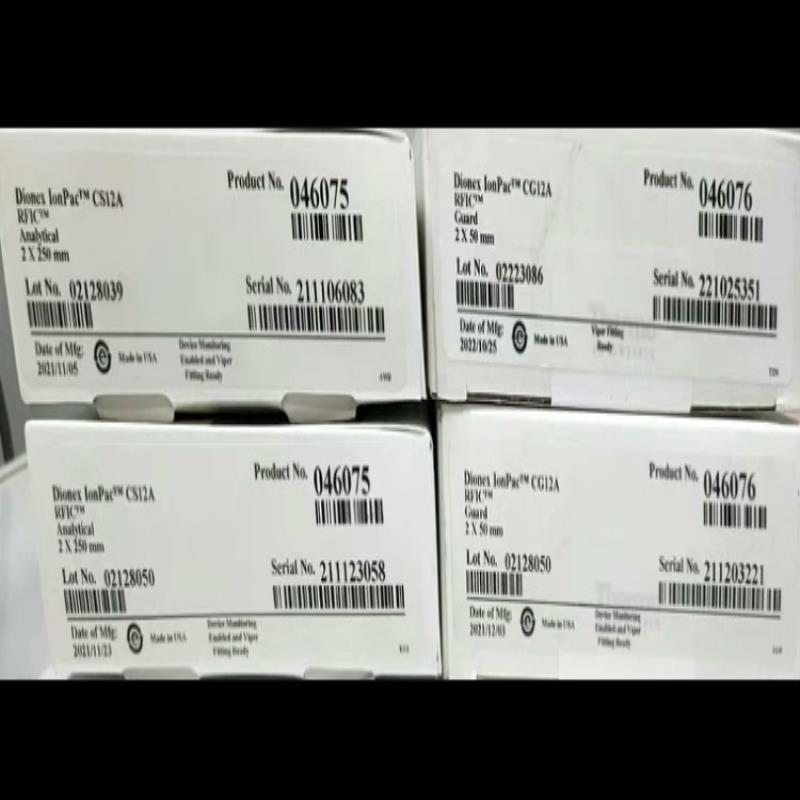 Dionex IonPac™ CS12A
RFIC™
Analytical
2 X 250 mm
Product No. 046075
Lot No. 02128039
Serial No. 211106083
Date of Mfg:
2021/11/05
Made in USA
Device Monitoring
Enabled and Viper
Fitting Ready
Dionex IonPac™ CG12A
RFIC™
Guard
2 X 50 mm
Product No. 046076
Lot No. 02223086
Serial No. 221025351
Date of Mfg:
2022/10/25
Made in USA
Viper Fitting
Ready
Dionex IonPac™ CS12A
RFIC™
Analytical
2 X 250 mm
Product No. 046075
Lot No. 02128050
Serial No. 211123058
Date of Mfg:
2021/11/23
Made in USA
Device Monitoring
Enabled and Viper
Fitting Ready
Dionex IonPac™ CG12A
RFIC™
Guard
2 X 50 mm
Product No. 046076
Lot No. 02128050
Serial No. 211203221
Date of Mfg:
2021/12/03
Made in USA
Device Monitoring
Enabled and Viper
Fitting Ready